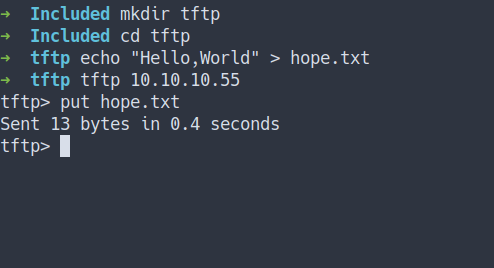 ➜  Included mkdir tftp
➜  Included cd tftp
➜  tftp echo "Hello,World" > hope.txt
➜  tftp tftp 10.10.10.55
tftp> put hope.txt
Sent 13 bytes in 0.4 seconds
tftp>